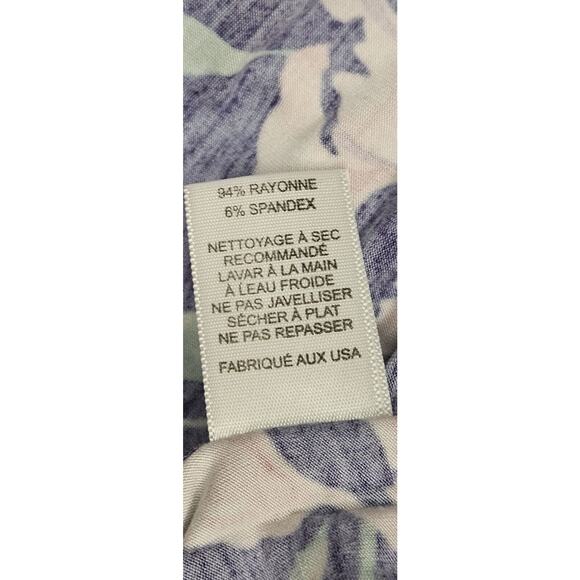 94% RAYONNE
6% SPANDEX
NETTOYAGE À SEC
RECOMMANDÉ
LAVAR À LA MAIN
À LEAU FROIDE
NE PAS JAVELLISER
SÉCHER À PLAT
NE PAS REPASSER
FABRIQUÉ AUX USA